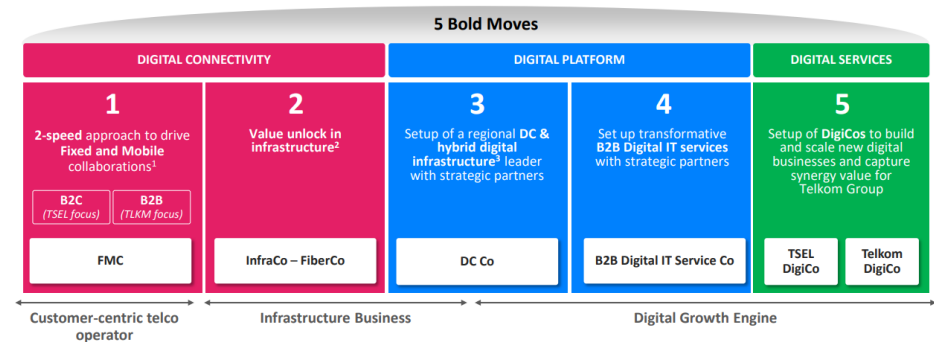 5 Bold Moves
DIGITAL CONNECTIVITY
DIGITAL PLATFORM
DIGITAL SERVICES
1
2-speed approach to drive
Fixed and Mobile
collaborations¹
B2C
(TSEL focus)
B2B
(TLKM focus)
FMC
2
Value unlock in
infrastructure²
InfraCo – FiberCo
3
Setup of a regional DC &
hybrid digital
infrastructure³ leader
with strategic partners
DC Co
4
Set up transformative
B2B Digital IT services
with strategic partners
B2B Digital IT Service Co
5
Setup of DigiCos to build
and scale new digital
businesses and capture
synergy value for
Telkom Group
TSEL
DigiCo
Telkom
DigiCo
Customer-centric telco
operator
Infrastructure Business
Digital Growth Engine